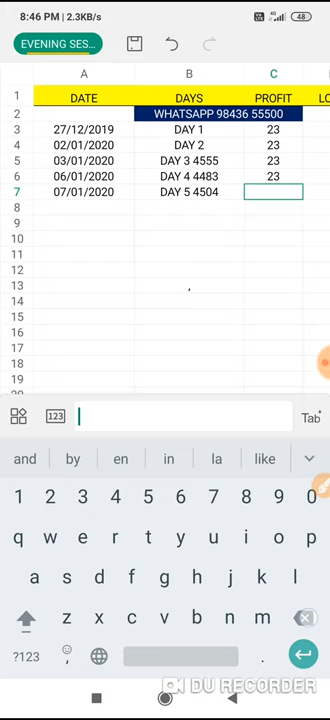 8:46 PM | 2.3KB/s
4G
48
EVENING SES...
A B C
1 DATE DAYS PROFIT LO
2 WHATSAPP 98436 55500
3 27/12/2019 DAY 1 23
4 02/01/2020 DAY 2 23
5 03/01/2020 DAY 3 4555 23
6 06/01/2020 DAY 4 4483 23
7 07/01/2020 DAY 5 4504
8
9
10
11
12
13 ,
14
15
16
17
18
19
123 Tab
and by en in la like
1 2 3 4 5 6 7 8 9 0
q w e r t y u i o p
a s d f g h j k l
z x c v b n m
?123 , .
DU RECORDER